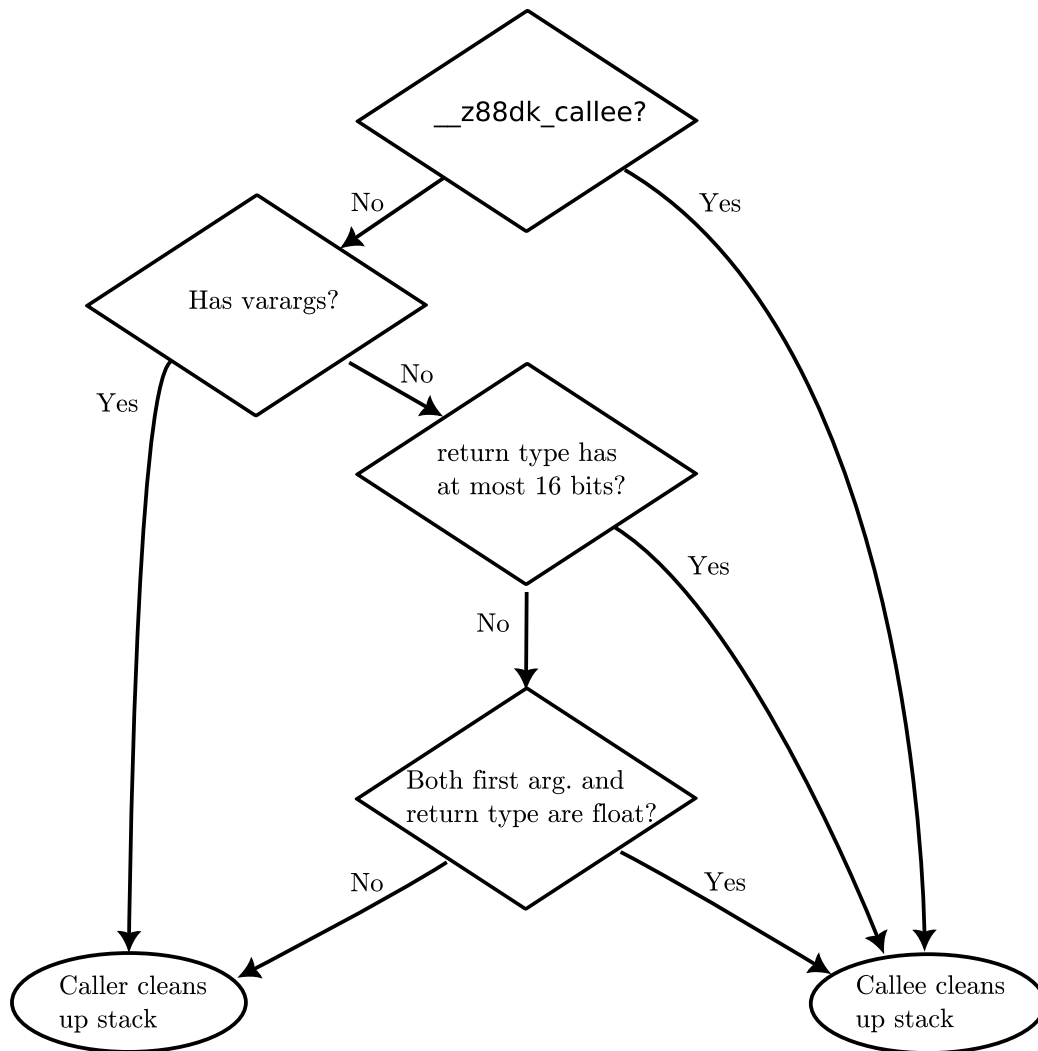 __z88dk_callee?
No
Yes
Has varargs?
No
Yes
return type has
at most 16 bits?
Yes
No
Both first arg. and
return type are float?
No
Yes
Caller cleans
up stack
Callee cleans
up stack